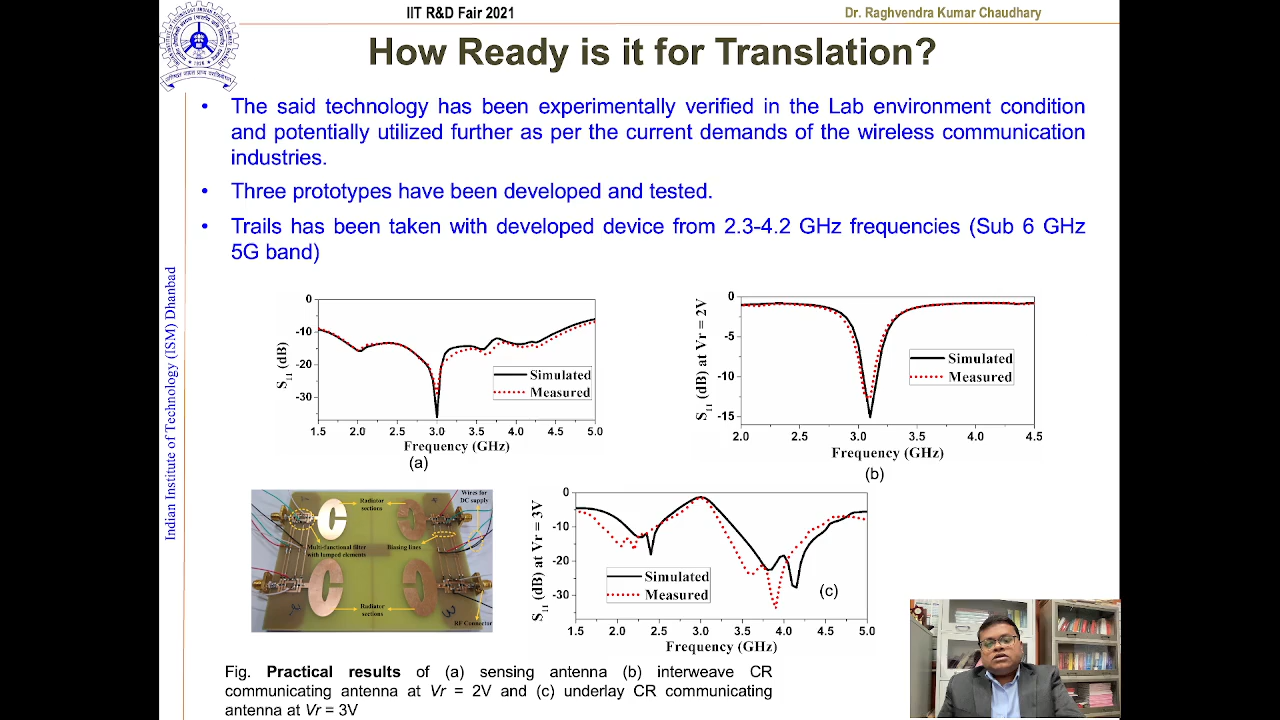 IIT R&D Fair 2021
Dr. Raghvendra Kumar Chaudhary
How Ready is it for Translation?
• The said technology has been experimentally verified in the Lab environment condition
and potentially utilized further as per the current demands of the wireless communication
industries.
• Three prototypes have been developed and tested.
• Trails has been taken with developed device from 2.3-4.2 GHz frequencies (Sub 6 GHz
5G band)
Indian Institute of Technology (ISM) Dhanbad
S11 (dB)
0
-10
-20
-30
Simulated
Measured
1.5 2.0 2.5 3.0 3.5 4.0 4.5 5.0
Frequency (GHz)
(a)
S11 (dB) at Vr = 2V
0
-5
-10
-15
Simulated
Measured
2.0 2.5 3.0 3.5 4.0 4.5
Frequency (GHz)
(b)
Radiator
sections
Wires for
DC supply
Multi-functional filter
with lumped elements
Biasing lines
Radiator
sections
RF Connector
S11 (dB) at Vr = 3V
0
-10
-20
-30
Simulated
Measured
(c)
1.5 2.0 2.5 3.0 3.5 4.0 4.5 5.0
Frequency (GHz)
Fig. Practical results of (a) sensing antenna (b) interweave CR
communicating antenna at Vr = 2V and (c) underlay CR communicating
antenna at Vr = 3V